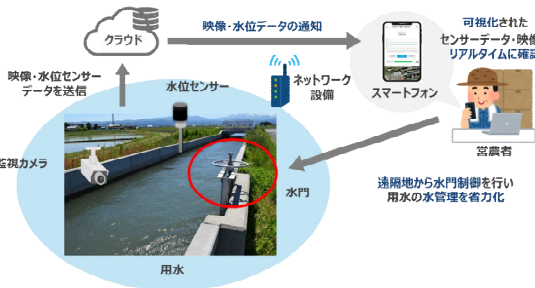 クラウド
映像・水位データの通知
可視化された
センサーデータ・映像
リアルタイムに確認
映像・水位センサー
データを送信
水位センサー
ネットワーク
設備
スマートフォン
営農者
監視カメラ
水門
遠隔地から水門制御を行い
用水の水管理を省力化
用水